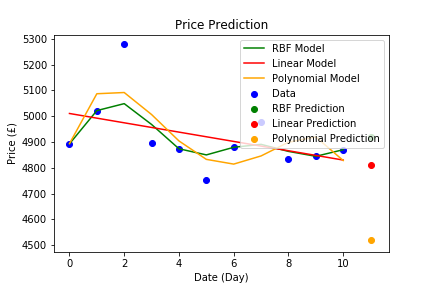 Price Prediction
5300
5200
5100
5000
4900
4800
4700
4600
4500
Price (£)
RBF Model
Linear Model
Polynomial Model
Data
RBF Prediction
Linear Prediction
Polynomial Prediction
0 2 4 6 8 10
Date (Day)